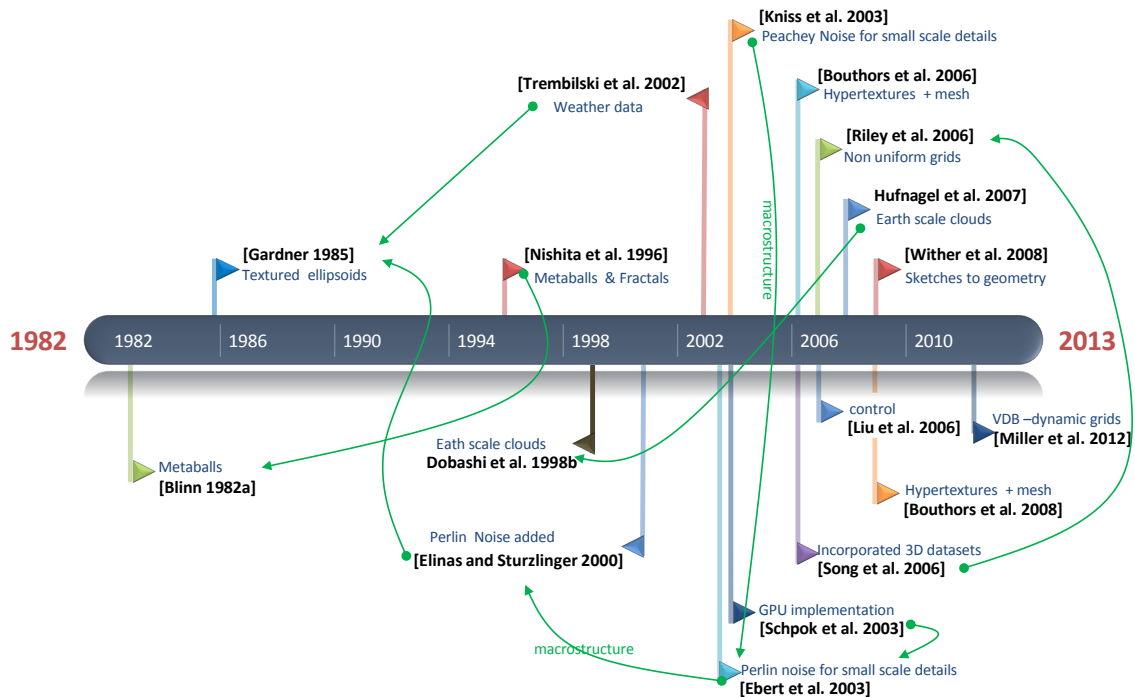 [Kniss et al. 2003]
Peachey Noise for small scale details
[Trembilski et al. 2002]
Weather data
[Bouthors et al. 2006]
Hypertextures + mesh
[Riley et al. 2006]
Non uniform grids
Hufnagel et al. 2007]
Earth scale clouds
macrostructure
[Gardner 1985]
Textured ellipsoids
[Nishita et al. 1996]
Metaballs & Fractals
[Wither et al. 2008]
Sketches to geometry
1982
1982
1986
1990
1994
1998
2002
2006
2010
2013
control
[Liu et al. 2006]
VDB –dynamic grids
[Miller et al. 2012]
Eath scale clouds
Dobashi et al. 1998b
Metaballs
[Blinn 1982a]
Hypertextures + mesh
[Bouthors et al. 2008]
Perlin Noise added
[Elinas and Sturzlinger 2000]
Incorporated 3D datasets
[Song et al. 2006]
GPU implementation
[Schpok et al. 2003]
macrostructure
Perlin noise for small scale details
[Ebert et al. 2003]